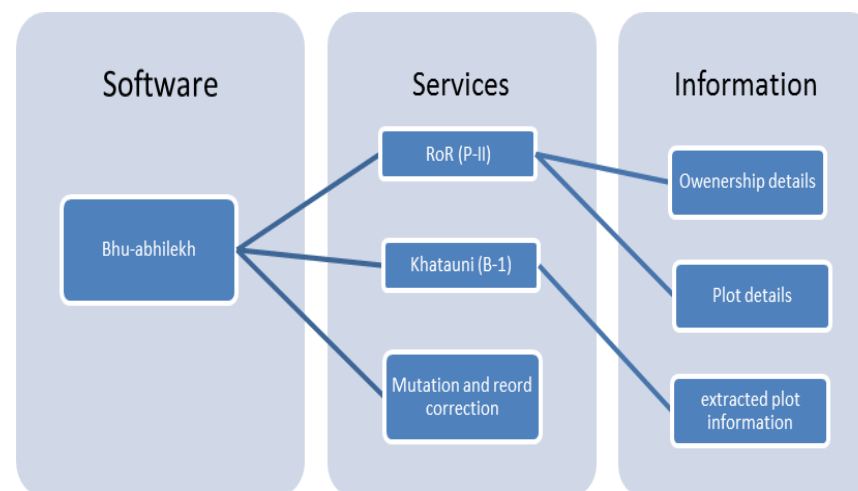 Software
Bhu-abhilekh
Services
RoR (P-II)
Khatauni (B-1)
Mutation and reord
correction
Information
Owenership details
Plot details
extracted plot
information